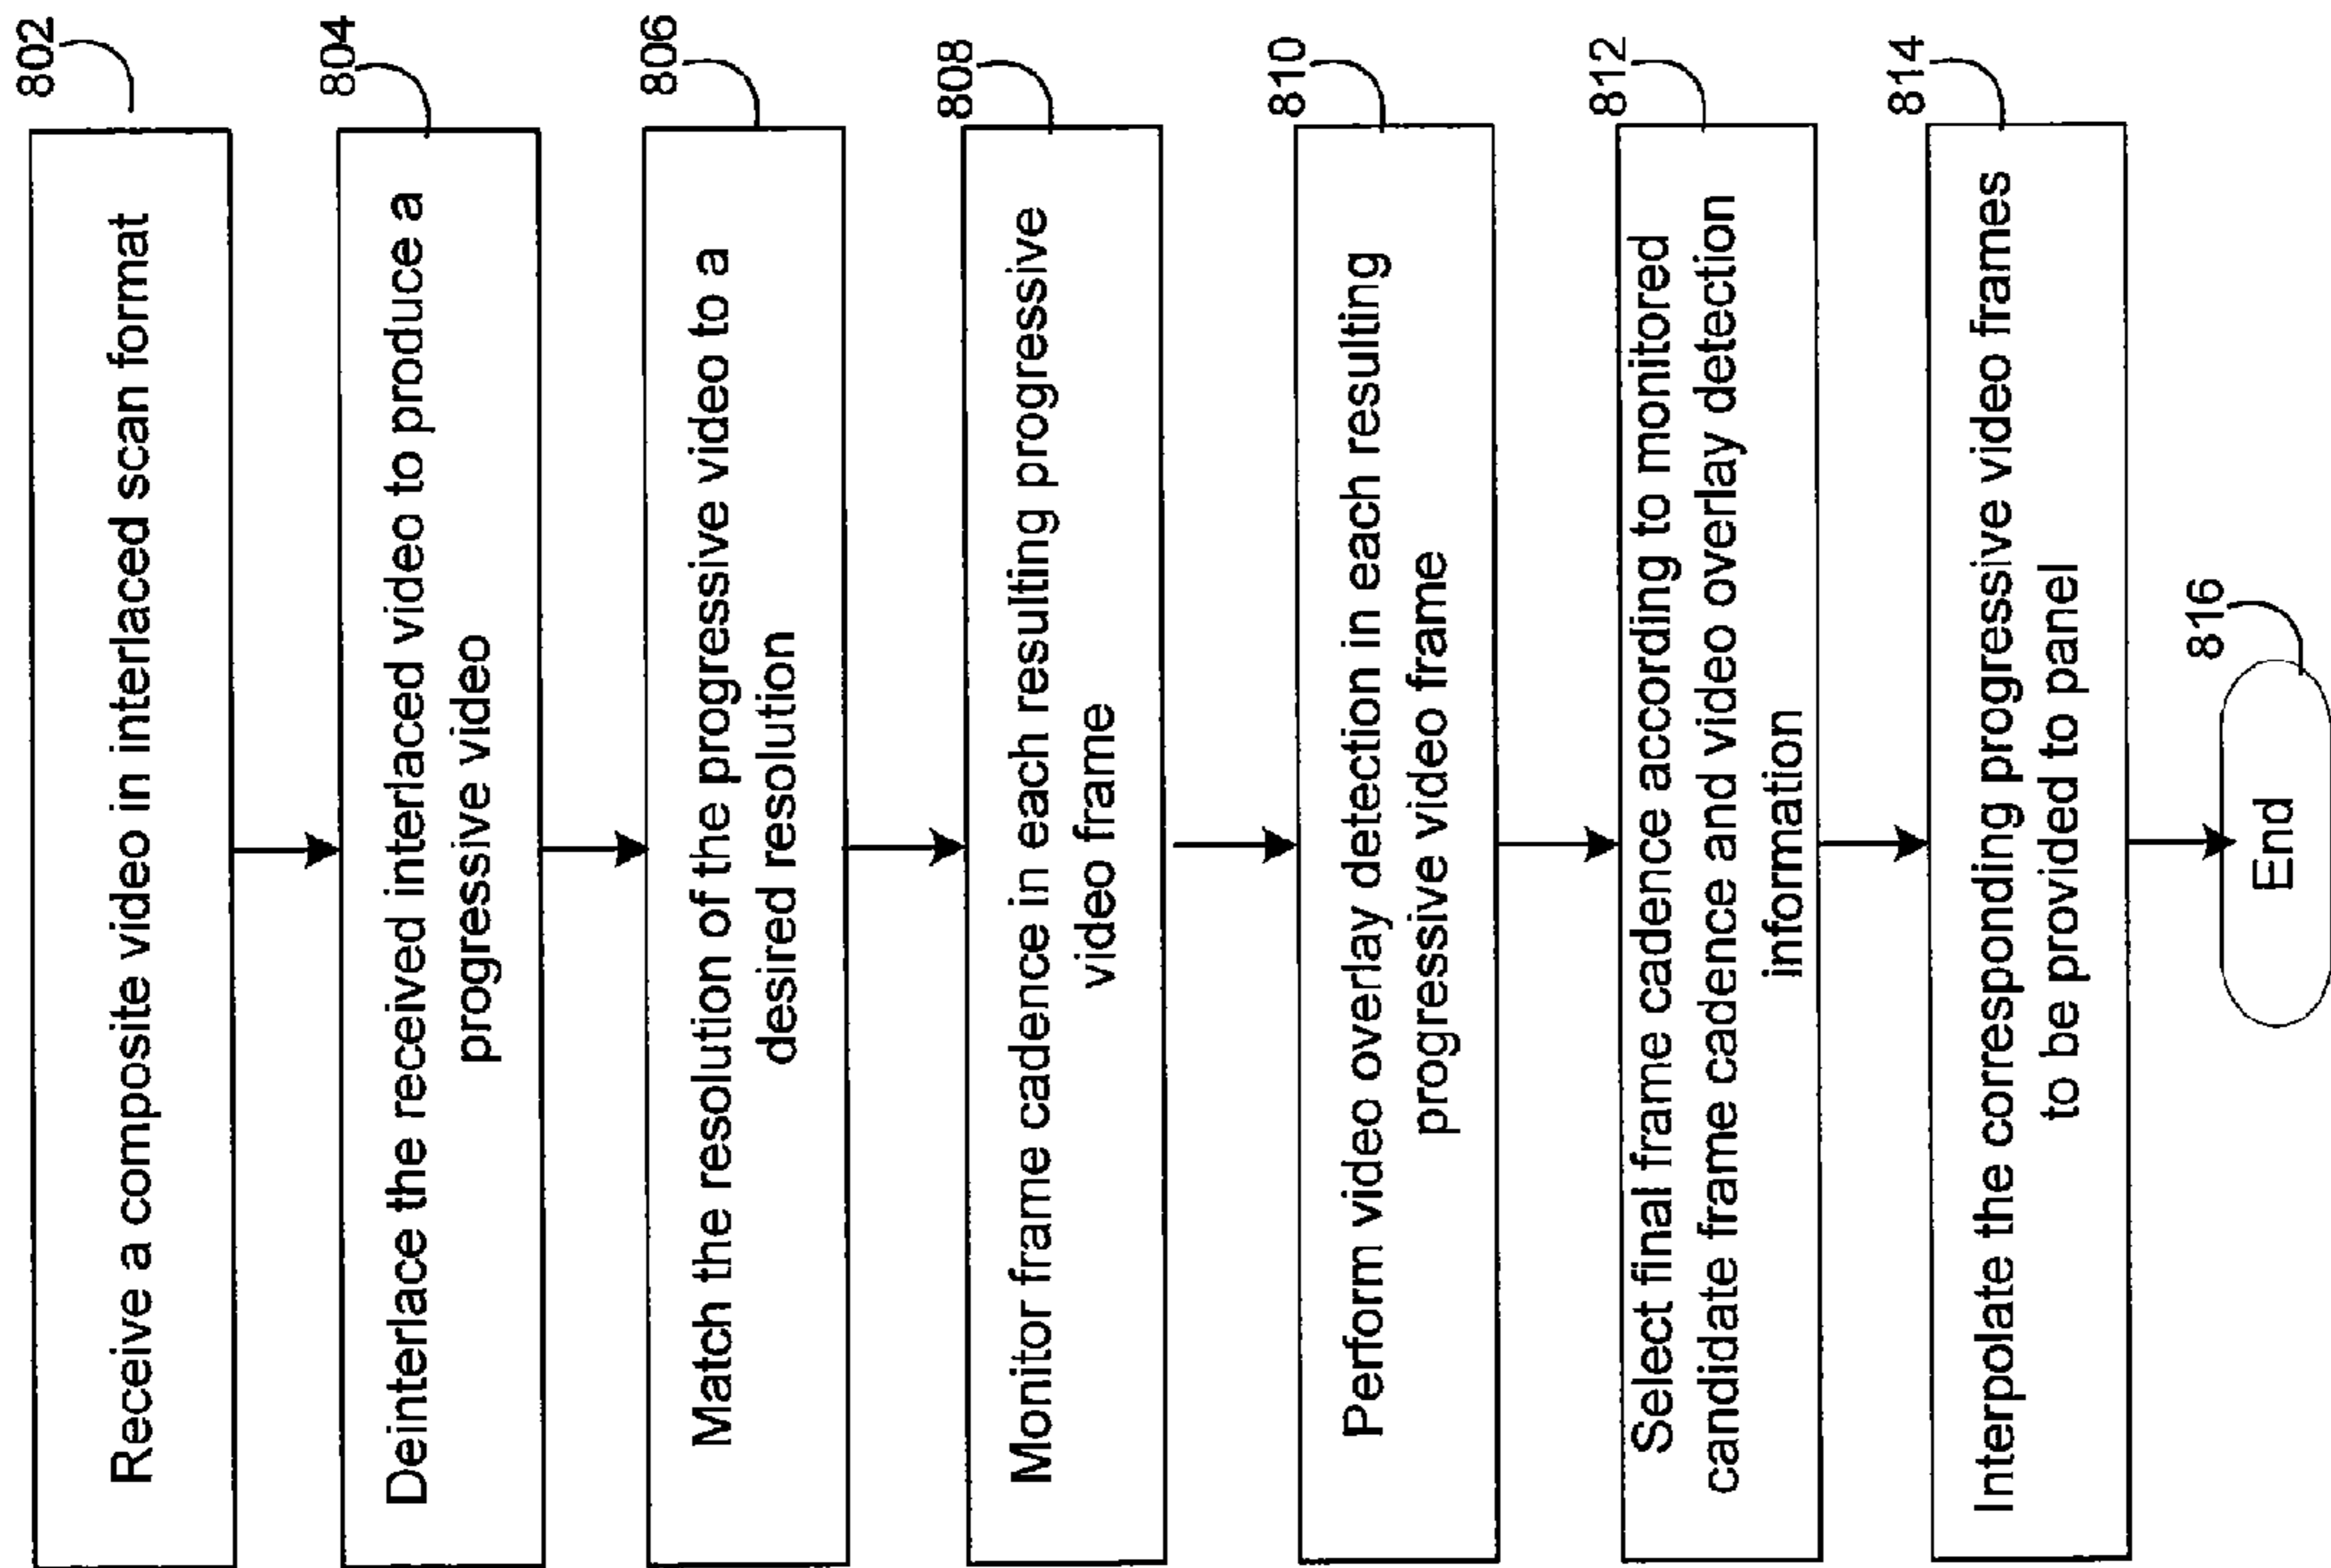 802
Receive a composite video in interlaced scan format
804
Deinterlace the received interlaced video to produce a
progressive video
806
Match the resolution of the progressive video to a
desired resolution
808
Monitor frame cadence in each resulting progressive
video frame
810
Perform video overlay detection in each resulting
progressive video frame
812
Select final frame cadence according to monitored
candidate frame cadence and video overlay detection
information
814
Interpolate the corresponding progressive video frames
to be provided to panel
816
End